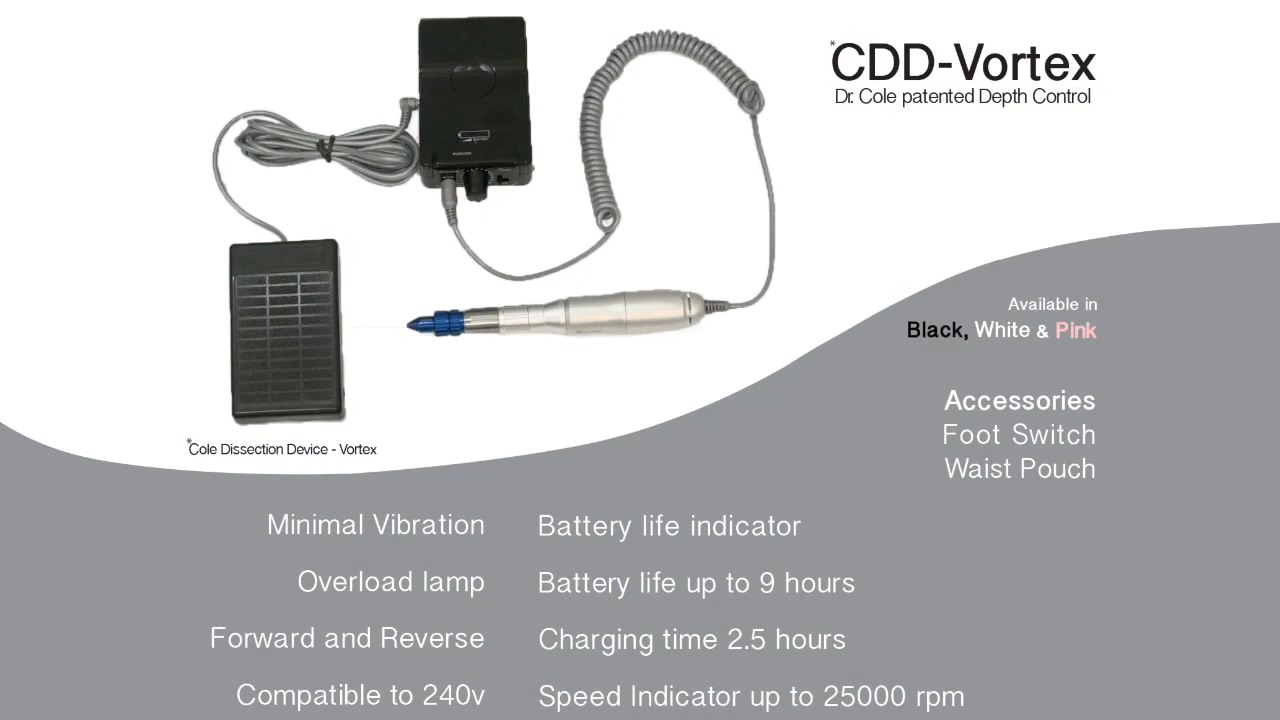 *CDD-Vortex
Dr. Cole patented Depth Control
BATTERY
OVERLOAD
Available in
Black, White & Pink
Accessories
Foot Switch
Waist Pouch
*Cole Dissection Device - Vortex
Minimal Vibration
Battery life indicator
Overload lamp
Battery life up to 9 hours
Forward and Reverse
Charging time 2.5 hours
Compatible to 240v
Speed Indicator up to 25000 rpm